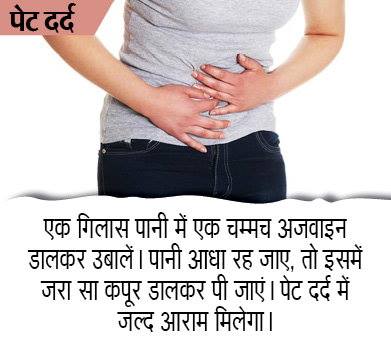 पेट दर्द
एक गिलास पानी में एक चम्मच अजवाइन
डालकर उबालें। पानी आधा रह जाए, तो इसमें
जरा सा कपूर डालकर पी जाएं। पेट दर्द में
जल्द आराम मिलेगा।